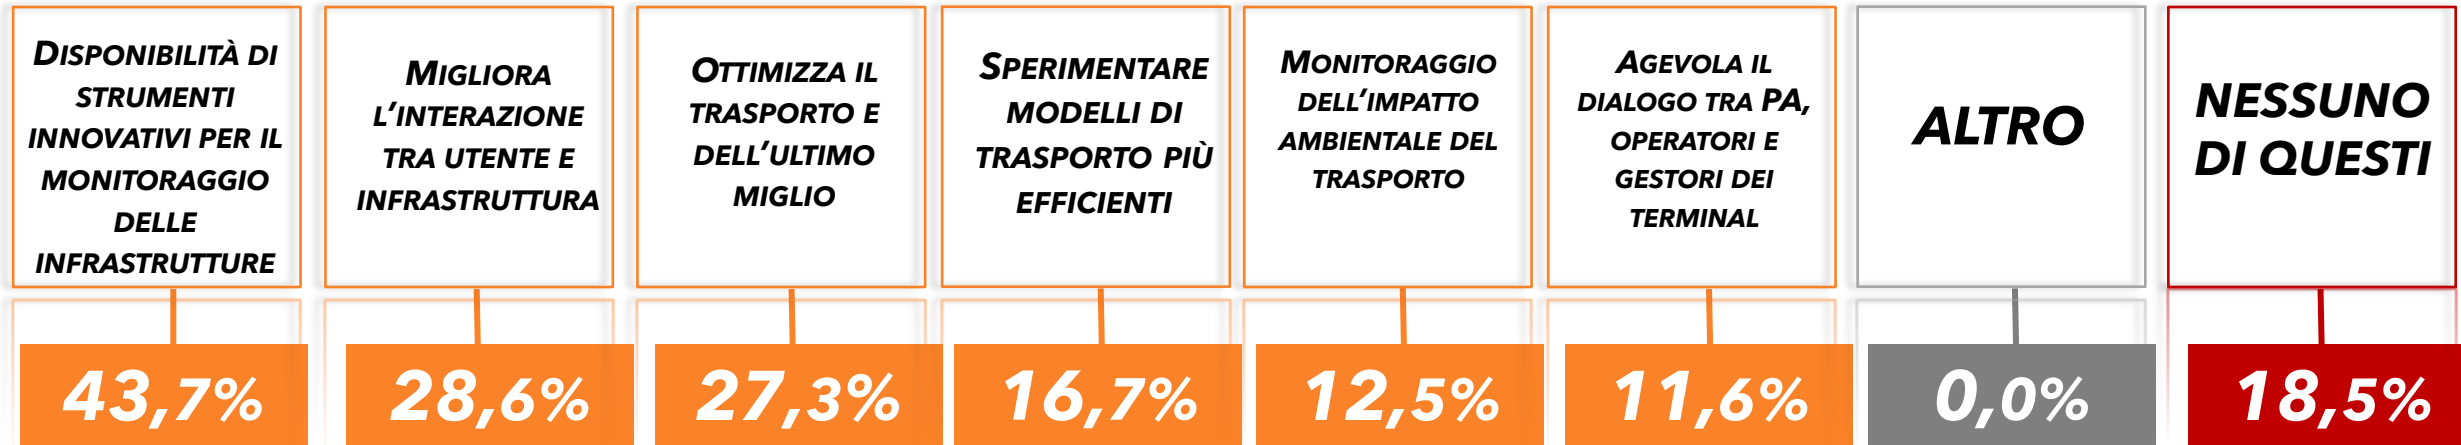 DISPONIBILITÀ DI
STRUMENTI
INNOVATIVI PER IL
MONITORAGGIO
DELLE
INFRASTRUTTURE
MIGLIORA
L'INTERAZIONE
TRA UTENTE E
INFRASTRUTTURA
OTTIMIZZA IL
TRASPORTO E
DELL'ULTIMO
MIGLIO
SPERIMENTARE
MODELLI DI
TRASPORTO PIÙ
EFFICIENTI
MONITORAGGIO
DELL'IMPATTO
AMBIENTALE DEL
TRASPORTO
AGEVOLA IL
DIALOGO TRA PA,
OPERATORI E
GESTORI DEI
TERMINAL
ALTRO
NESSUNO
DI QUESTI
43,7%
28,6%
27,3%
16,7%
12,5%
11,6%
0,0%
18,5%